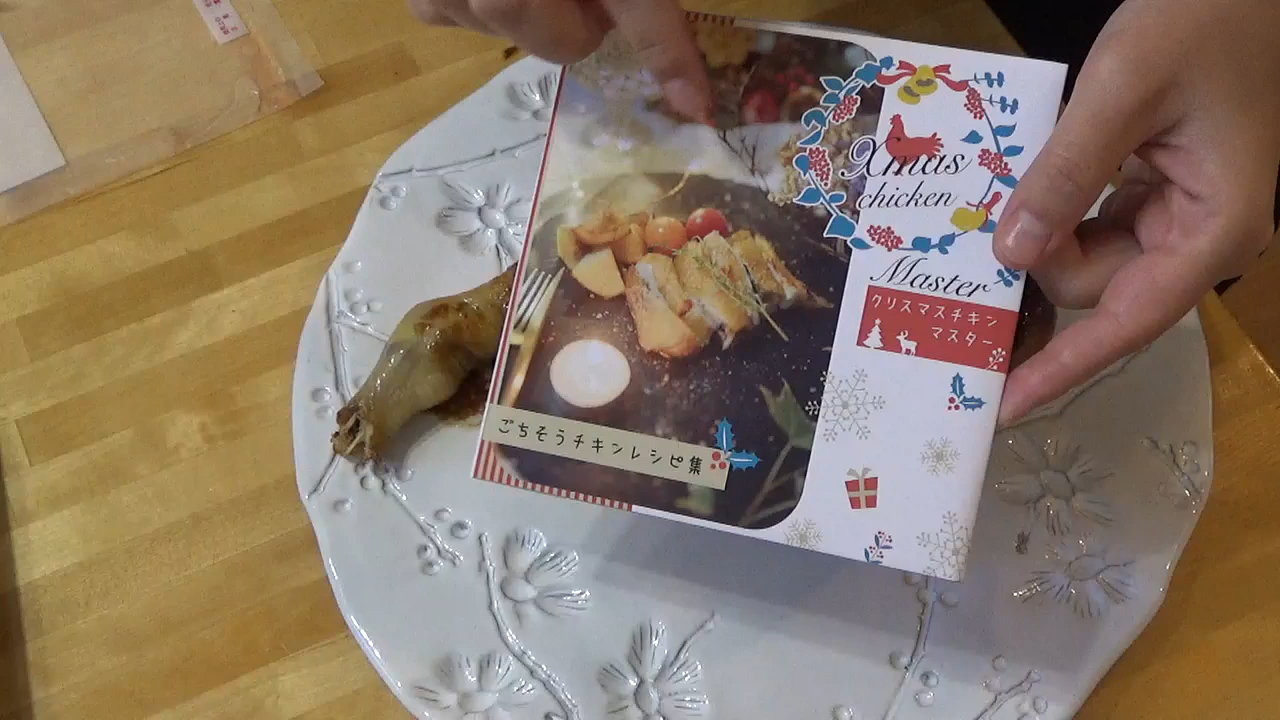 Xmas
chicken
Master
クリスマスチキン
マスター
ごちそうチキンレシピ集